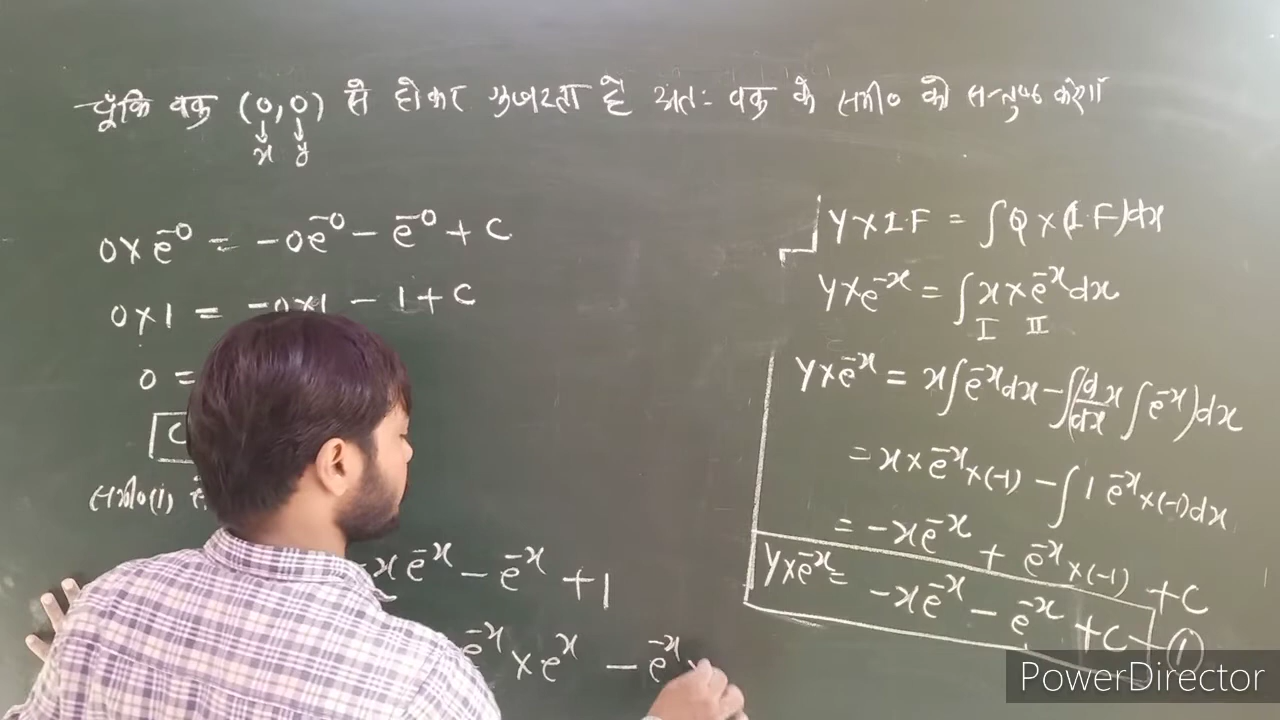 चूँकि वक्र (0,0) से होकर गुजरता है अतः वक्र के समी० को सन्तुष्ट करेगा
↓ ↓
x y
0×e⁻⁰ = -0e⁻⁰ - e⁻⁰ + C
0×1 = -0×1 - 1 + C
0 =
C
समी०(1) से
xe⁻ˣ - e⁻ˣ + 1
e⁻ˣ × eˣ - e⁻ˣ
Y×I.F = ∫Q×(I.F)dx
Y×e⁻ˣ = ∫x×e⁻ˣdx
I II
Y×e⁻ˣ = x∫e⁻ˣdx - ∫(d/dx x ∫e⁻ˣ)dx
= x×e⁻ˣ×(-1) - ∫1 e⁻ˣ×(-1)dx
= -xe⁻ˣ + e⁻ˣ×(-1) + C
Y×e⁻ˣ = -xe⁻ˣ - e⁻ˣ + C - ①
PowerDirector